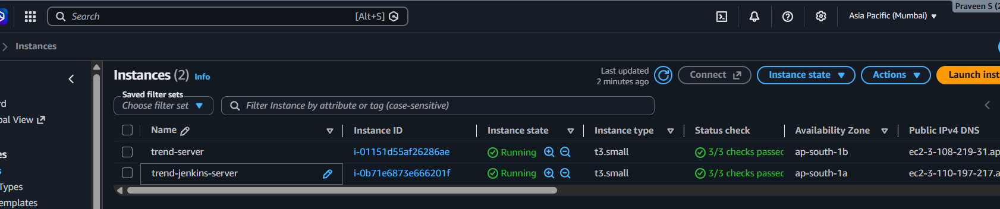 Praveen S (2
Search [Alt+S] Asia Pacific (Mumbai)
Instances
Instances (2) Info Last updated 2 minutes ago Connect Instance state Actions Launch inst
Saved filter sets
Choose filter set Filter Instance by attribute or tag (case-sensitive)
rd
bal View
Name Instance ID Instance state Instance type Status check Availability Zone Public IPv4 DNS
trend-server i-01151d55af26286ae Running t3.small 3/3 checks passec ap-south-1b ec2-3-108-219-31.ap
es
s
trend-jenkins-server i-0b71e6873e666201f Running t3.small 3/3 checks passec ap-south-1a ec2-3-110-197-217.a
Types
emplates